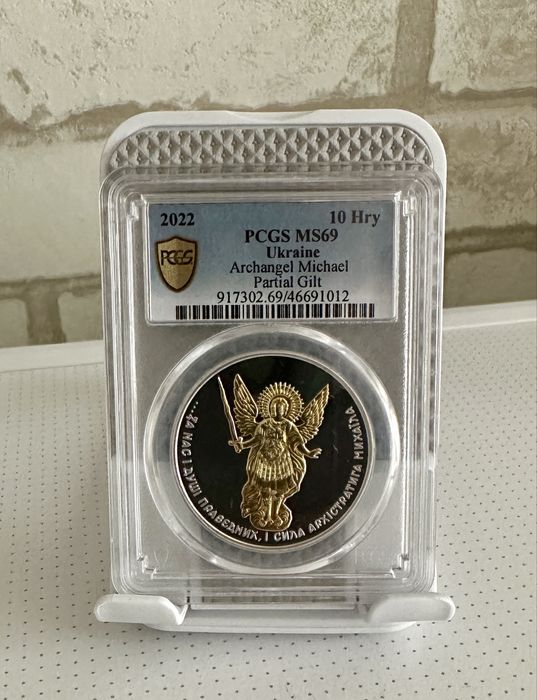 2022 10 Hry
PCGS MS69
Ukraine
PCGS
Archangel Michael
Partial Gilt
917302.69/46691012
...ЗА НАС І ДУШІ ПРАВЕДНИХ, І СИЛА АРХІСТРАТИГА МИХАЇЛА